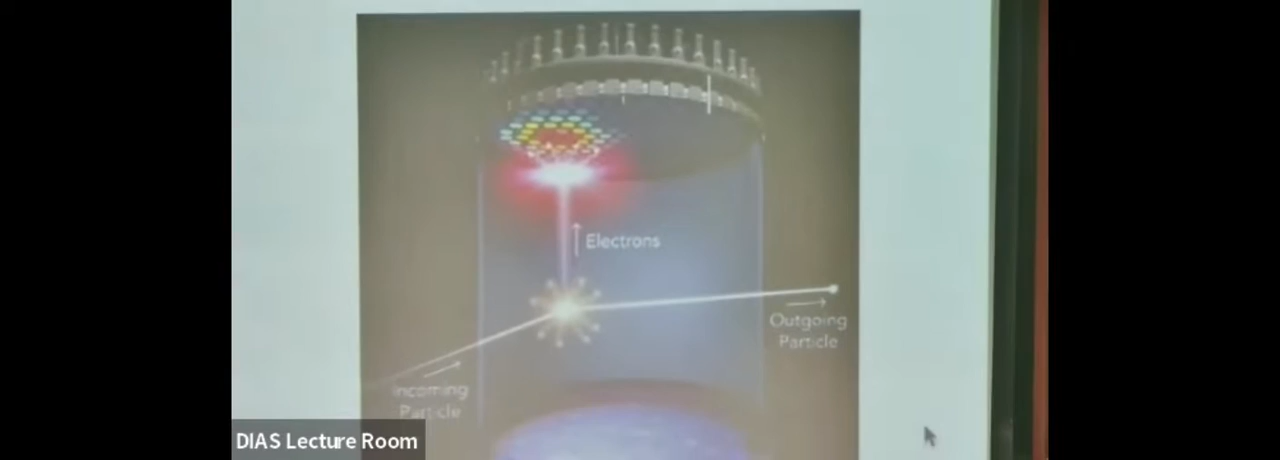 Electrons
Outgoing
Particle
Incoming
Particle
DIAS Lecture Room